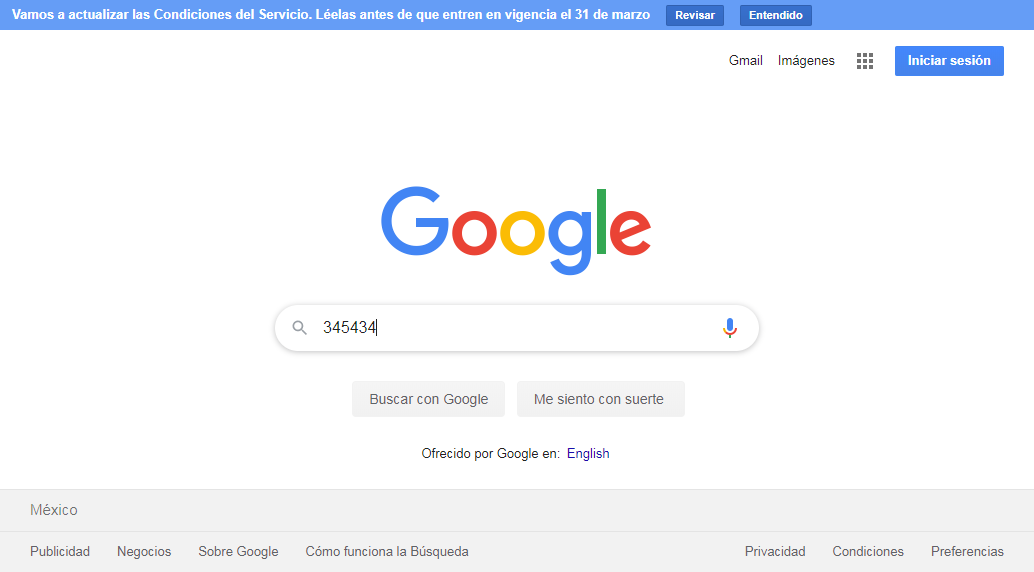 Vamos a actualizar las Condiciones del Servicio. Léelas antes de que entren en vigencia el 31 de marzo Revisar Entendido
Gmail Imágenes Iniciar sesión
Google
345434
Buscar con Google Me siento con suerte
Ofrecido por Google en: English
México
Publicidad Negocios Sobre Google Cómo funciona la Búsqueda Privacidad Condiciones Preferencias